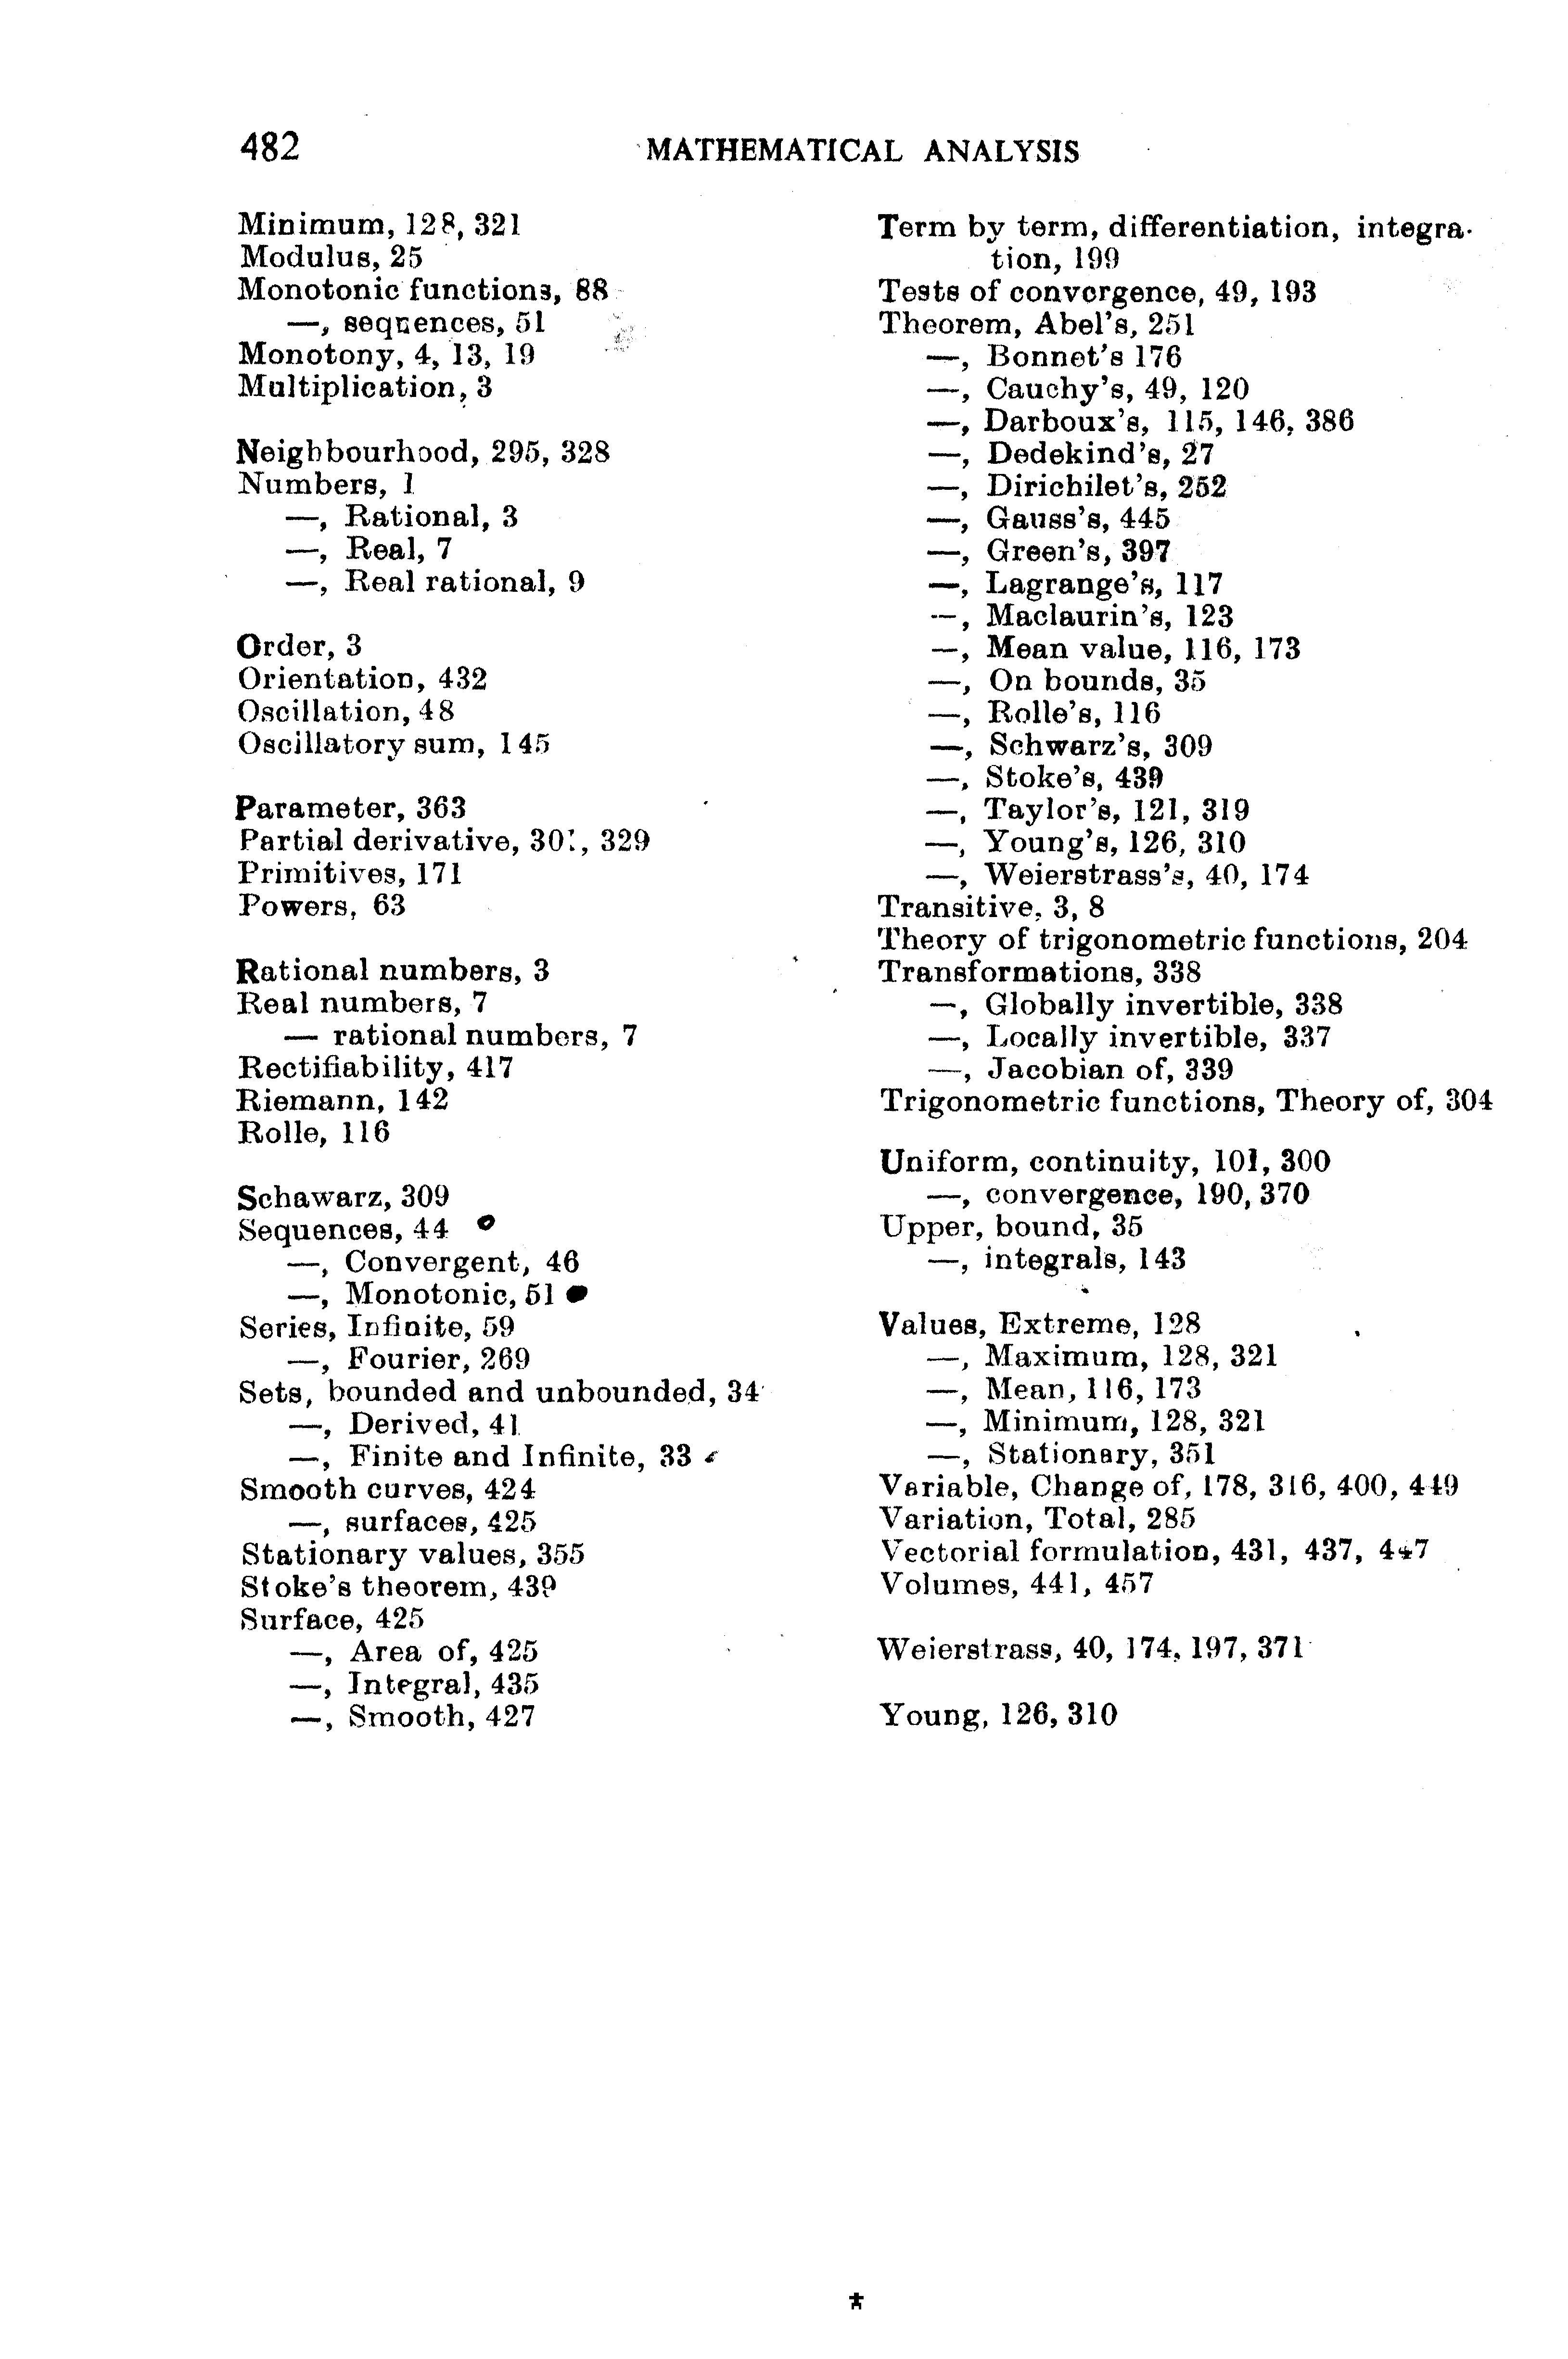 482
MATHEMATICAL ANALYSIS
Minimum, 128, 321
Modulus, 25
Monotonic functions, 88
—, sequences, 51
Monotony, 4, 13, 19
Multiplication, 3
Neighbourhood, 295, 328
Numbers, 1
—, Rational, 3
—, Real, 7
—, Real rational, 9
Order, 3
Orientation, 432
Oscillation, 48
Oscillatory sum, 145
Parameter, 363
Partial derivative, 301, 329
Primitives, 171
Powers, 63
Rational numbers, 3
Real numbers, 7
— rational numbers, 7
Rectifiability, 417
Riemann, 142
Rolle, 116
Schawarz, 309
Sequences, 44
—, Convergent, 46
—, Monotonic, 51
Series, Infinite, 59
—, Fourier, 269
Sets, bounded and unbounded, 34
—, Derived, 41
—, Finite and Infinite, 33
Smooth curves, 424
—, surfaces, 425
Stationary values, 355
Stoke's theorem, 439
Surface, 425
—, Area of, 425
—, Integral, 435
—, Smooth, 427
Term by term, differentiation, integra-
tion, 199
Tests of convergence, 49, 193
Theorem, Abel's, 251
—, Bonnet's 176
—, Cauchy's, 49, 120
—, Darboux's, 115, 146, 386
—, Dedekind's, 27
—, Dirichilet's, 252
—, Gauss's, 445
—, Green's, 397
—, Lagrange's, 117
—, Maclaurin's, 123
—, Mean value, 116, 173
—, On bounds, 35
—, Rolle's, 116
—, Schwarz's, 309
—, Stoke's, 439
—, Taylor's, 121, 319
—, Young's, 126, 310
—, Weierstrass's, 40, 174
Transitive, 3, 8
Theory of trigonometric functions, 204
Transformations, 338
—, Globally invertible, 338
—, Locally invertible, 337
—, Jacobian of, 339
Trigonometric functions, Theory of, 304
Uniform, continuity, 101, 300
—, convergence, 190, 370
Upper, bound, 35
—, integrals, 143
Values, Extreme, 128
—, Maximum, 128, 321
—, Mean, 116, 173
—, Minimum, 128, 321
—, Stationary, 351
Variable, Change of, 178, 316, 400, 449
Variation, Total, 285
Vectorial formulation, 431, 437, 447
Volumes, 441, 457
Weierstrass, 40, 174, 197, 371
Young, 126, 310